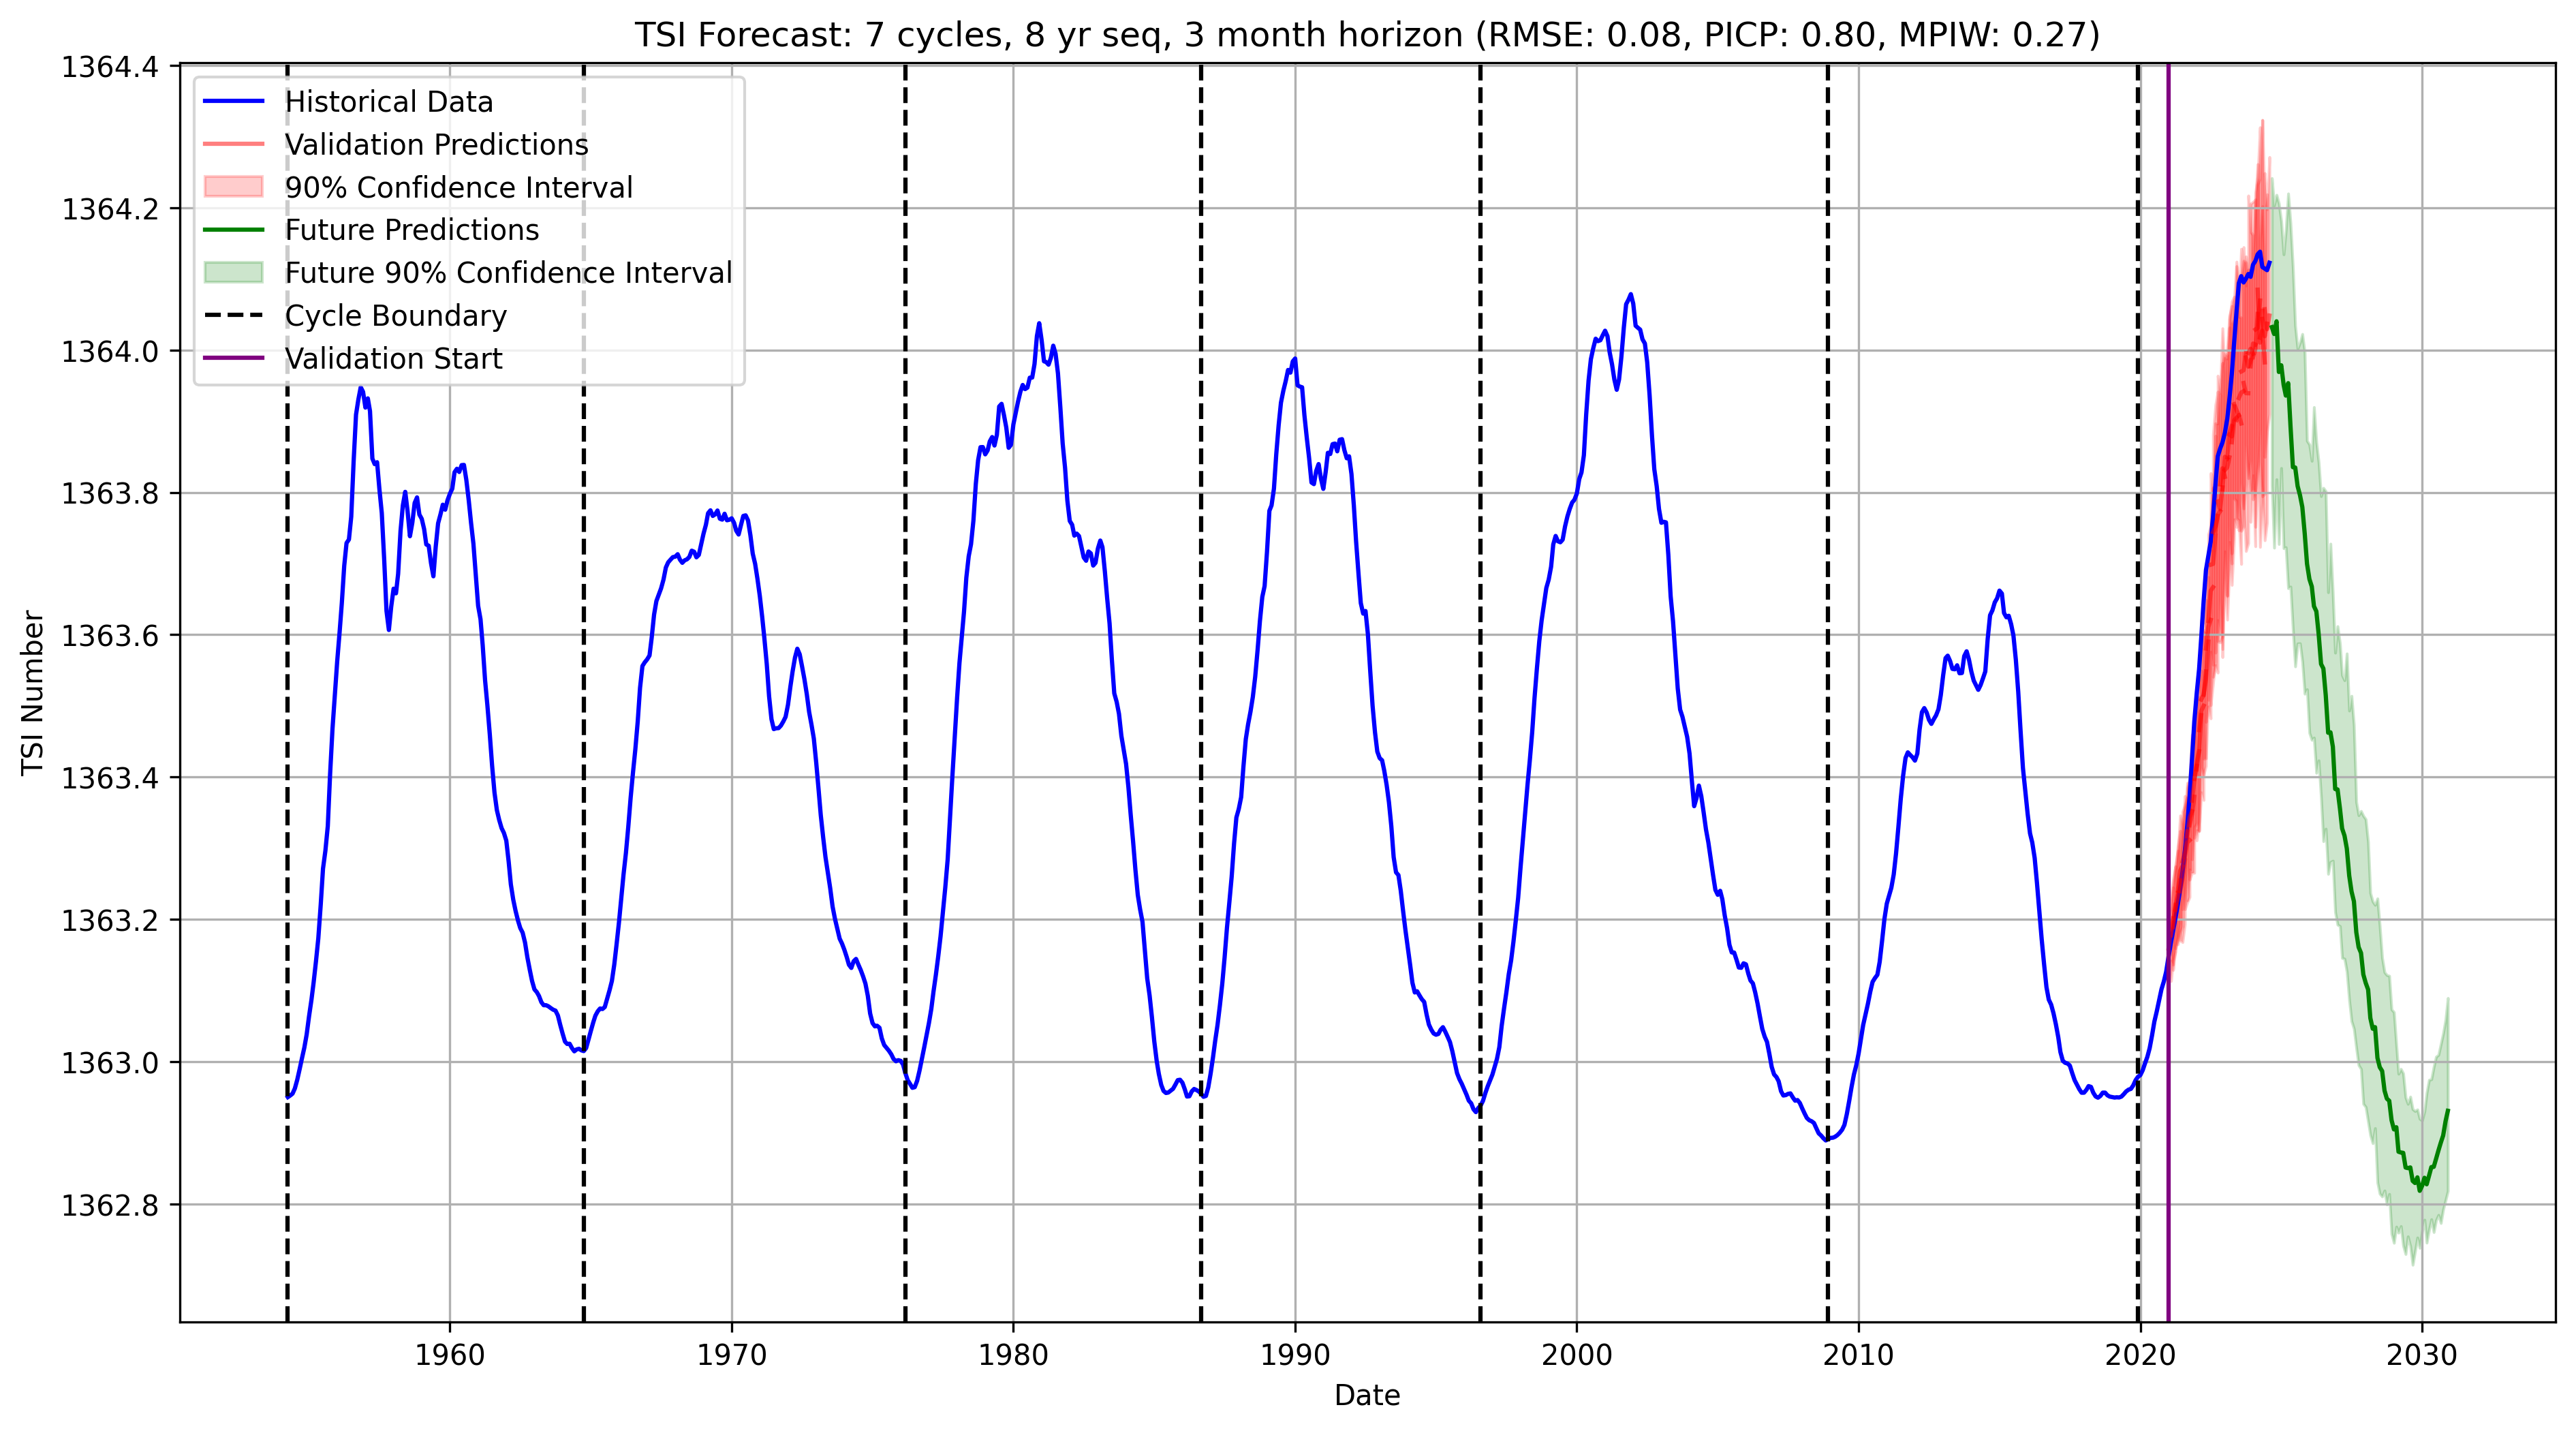 TSI Forecast: 7 cycles, 8 yr seq, 3 month horizon (RMSE: 0.08, PICP: 0.80, MPIW: 0.27)
1364.4
1364.2
1364.0
1363.8
1363.6
1363.4
1363.2
1363.0
1362.8
TSI Number
Historical Data
Validation Predictions
90% Confidence Interval
Future Predictions
Future 90% Confidence Interval
Cycle Boundary
Validation Start
1960 1970 1980 1990 2000 2010 2020 2030
Date